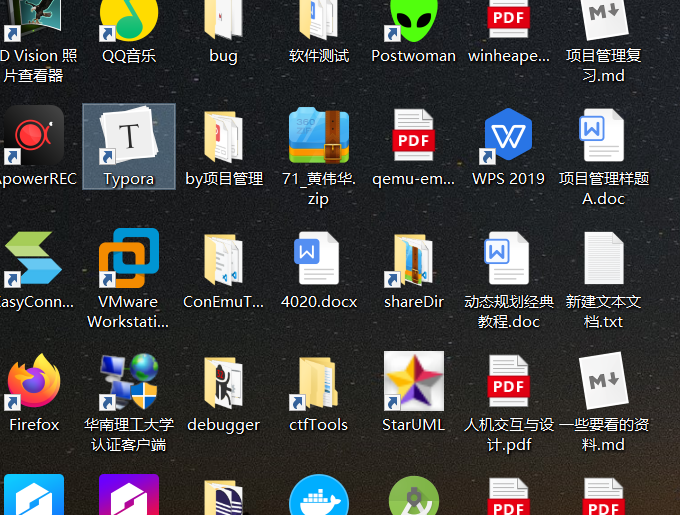 D Vision 照
片查看器
QQ音乐
bug
软件测试
Postwoman
PDF
winheape...
M
项目管理复
习.md
ApowerREC
T
Typora
by项目管理
360
71_黄伟华.
zip
PDF
qemu-em...
W
WPS 2019
W
项目管理样题
A.doc
EasyConn...
VMware
Workstati...
ConEmuT...
W
4020.docx
shareDir
W
动态规划经典
教程.doc
新建文本文
档.txt
Firefox
华南理工大学
认证客户端
debugger
ctfTools
StarUML
PDF
人机交互与设
计.pdf
M
一些要看的资
料.md
PDF
PDF